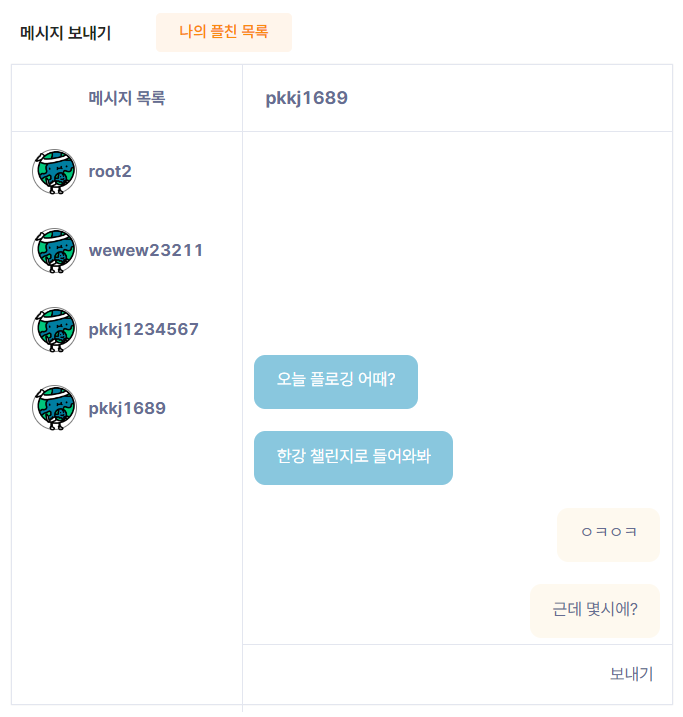 메시지 보내기
나의 플친 목록
메시지 목록
pkkj1689
root2
wewew23211
pkkj1234567
pkkj1689
오늘 플로깅 어때?
한강 챌린지로 들어와봐
ㅇㅋㅇㅋ
근데 몇시에?
보내기